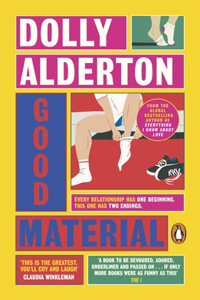 DOLLY
ALDERTON
GOOD
FROM THE
GLOBAL
BESTSELLING
AUTHOR OF
EVERYTHING
I KNOW ABOUT
LOVE
EVERY RELATIONSHIP HAS ONE BEGINNING.
THIS ONE HAS TWO ENDINGS.
MATERIAL
'THIS IS THE GREATEST.
YOU'LL CRY AND LAUGH'
CLAUDIA WINKLEMAN
'A BOOK TO BE DEVOURED, ADORED,
UNDERLINED AND PASSED ON . . . IF ONLY
MORE BOOKS WERE AS FUNNY AS THIS'
THE I